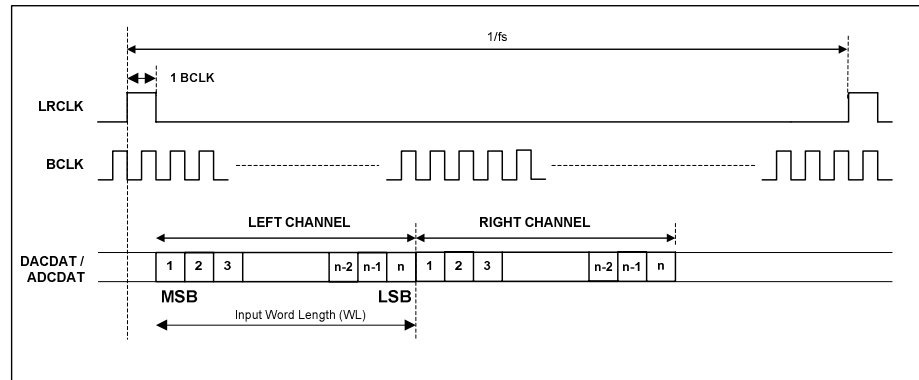 1/fs
1 BCLK
LRCLK
BCLK
LEFT CHANNEL RIGHT CHANNEL
DACDAT /
ADCDAT
1 2 3 n-2 n-1 n 1 2 3 n-2 n-1 n
MSB LSB
Input Word Length (WL)